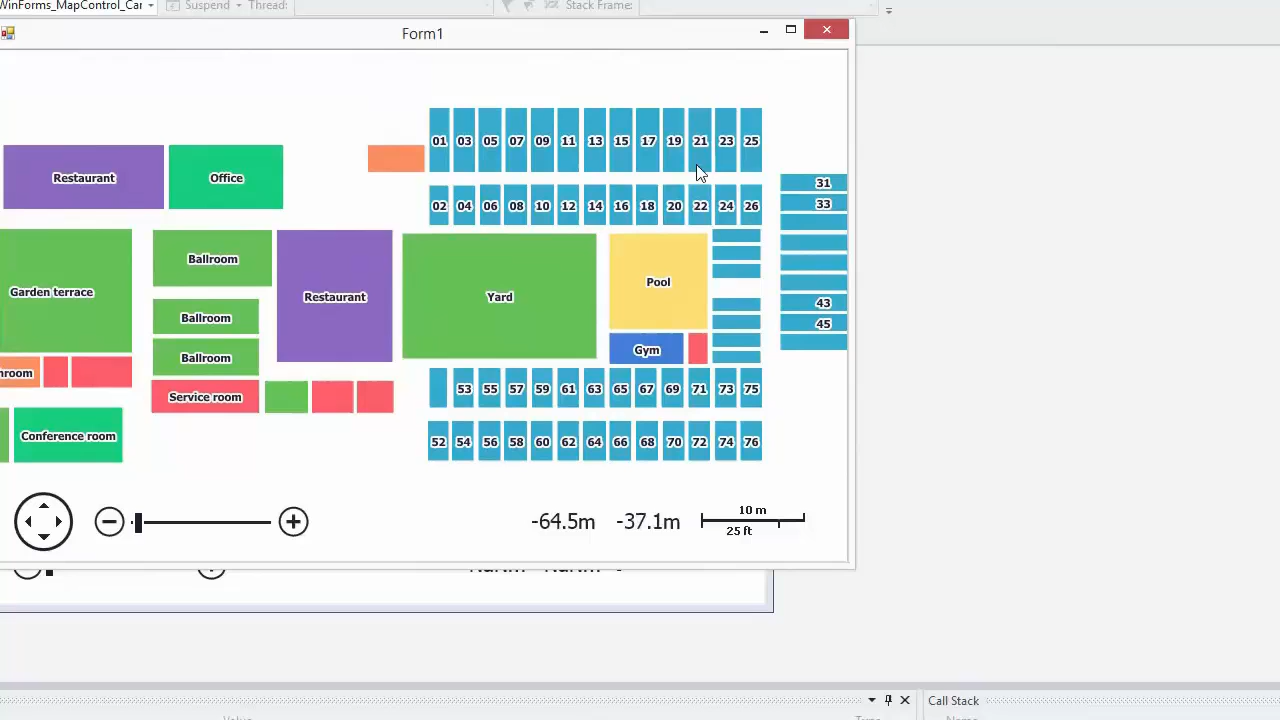 WinForms_MapControl_Car
Suspend
Thread:
Stack Frame:
Form1
01 03 05 07 09 11 13 15 17 19 21 23 25
Restaurant
Office
31
02 04 06 08 10 12 14 16 18 20 22 24 26
33
Ballroom
Garden terrace
Restaurant
Yard
Pool
43
Ballroom
45
Ballroom
Gym
nroom
53 55 57 59 61 63 65 67 69 71 73 75
Service room
Conference room
52 54 56 58 60 62 64 66 68 70 72 74 76
-64.5m -37.1m
10 m
25 ft
Call Stack
Value
Type
Name